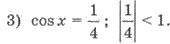 3) cos x = 1/4 ; |1/4| < 1.